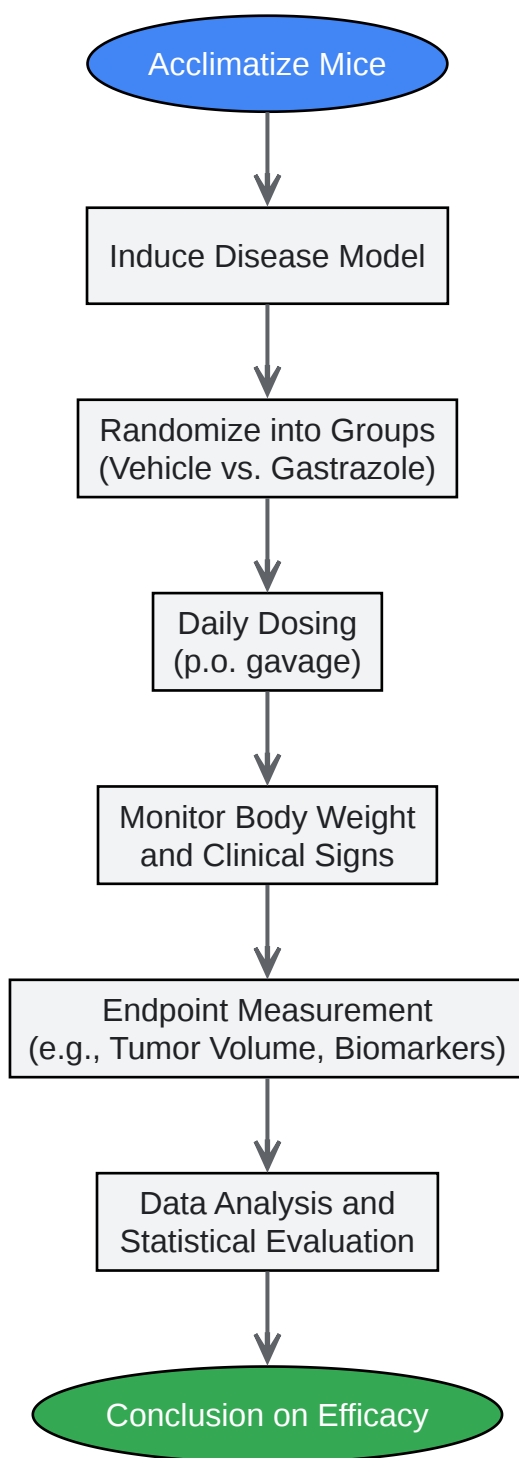 Acclimatize Mice
Induce Disease Model
Randomize into Groups
(Vehicle vs. Gastrazole)
Daily Dosing
(p.o. gavage)
Monitor Body Weight
and Clinical Signs
Endpoint Measurement
(e.g., Tumor Volume, Biomarkers)
Data Analysis and
Statistical Evaluation
Conclusion on Efficacy